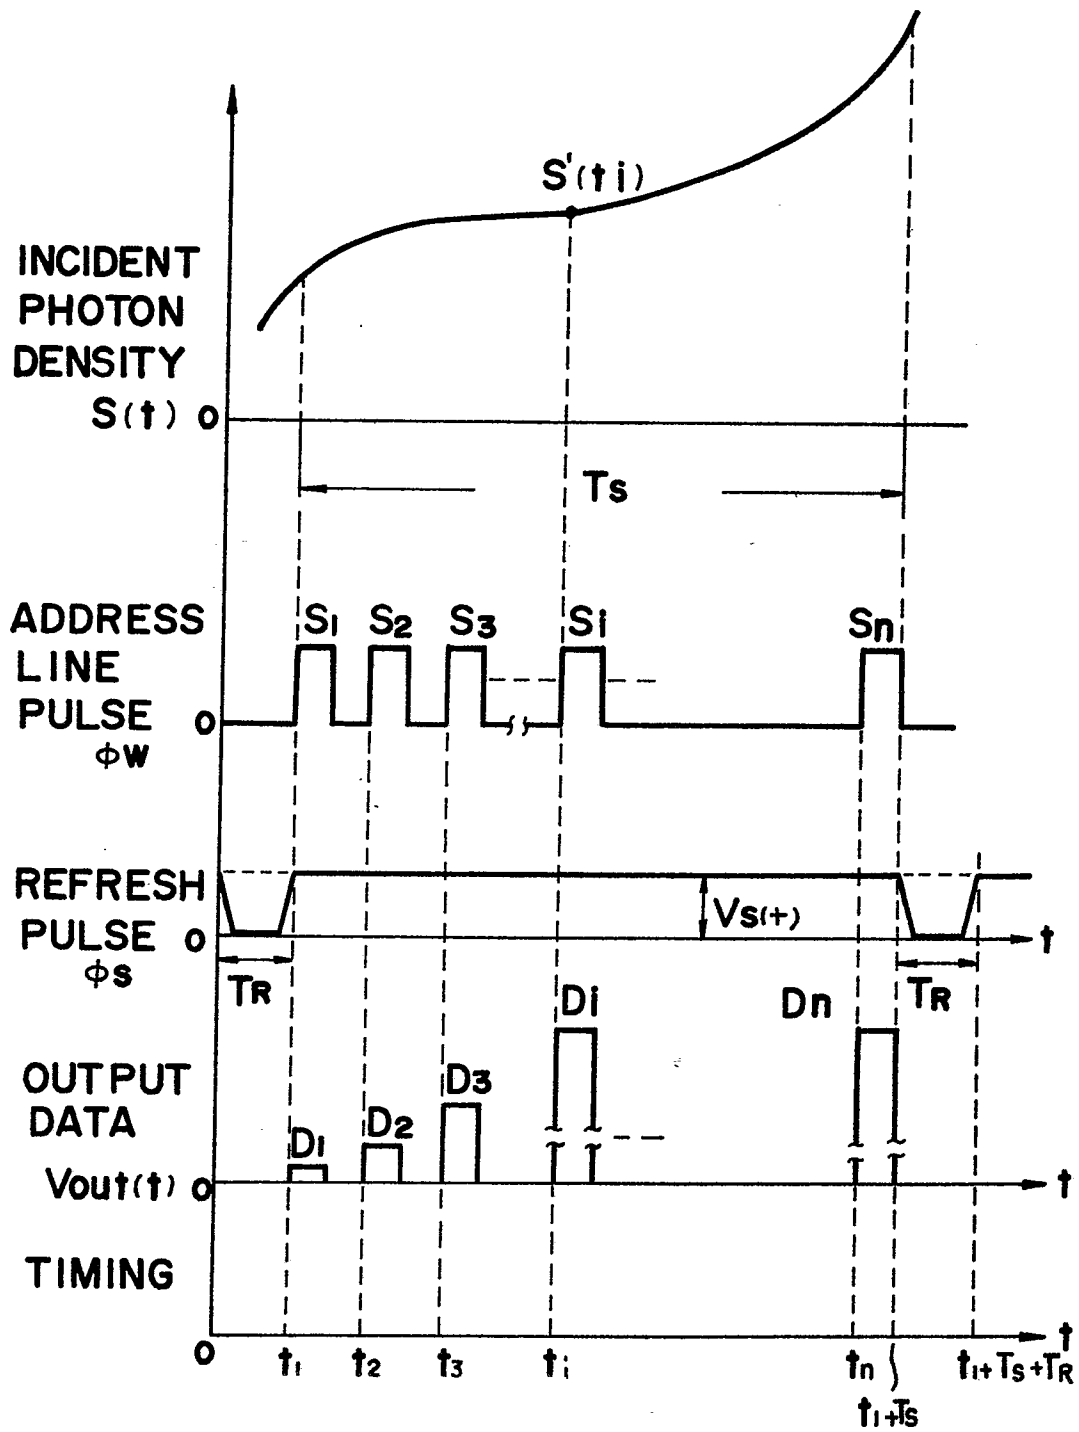 S'(ti)
INCIDENT
PHOTON
DENSITY
S(t) 0
Ts
ADDRESS
LINE
PULSE 0
φW
S1 S2 S3 Si Sn
REFRESH
PULSE 0
φS
Vs(+)
t
TR TR
Di Dn
OUTPUT
DATA
D1 D2 D3
Vout(t) 0
t
TIMING
0
t
t1 t2 t3 ti tn t1+Ts+TR
t1+Ts